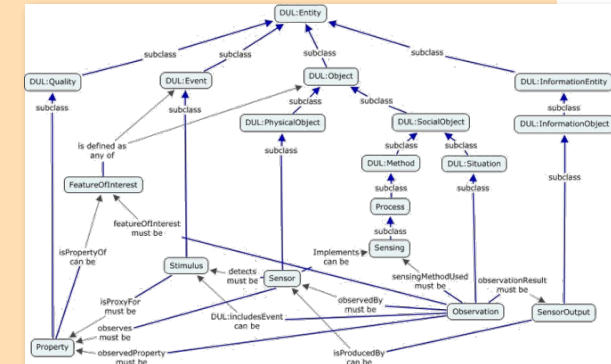 DUL:Entity
subclass
subclass
subclass
subclass
DUL:Quality
DUL:Event
DUL:Object
DUL:InformationEntity
subclass
subclass
subclass
subclass
subclass
DUL:PhysicalObject
DUL:SocialObject
DUL:InformationObject
is defined as
any of
subclass
subclass
subclass
DUL:Method
DUL:Situation
FeatureOfInterest
subclass
subclass
subclass
Process
featureOfInterest
must be
subclass
Sensing
isPropertyOf
can be
Implements
can be
Stimulus
detects
must be
Sensor
sensingMethodUsed
must be
observationResult
must be
isProxyFor
must be
observedBy
must be
Observation
SensorOutput
observes
must be
DUL:includesEvent
can be
Property
observedProperty
must be
isProducedBy
can be